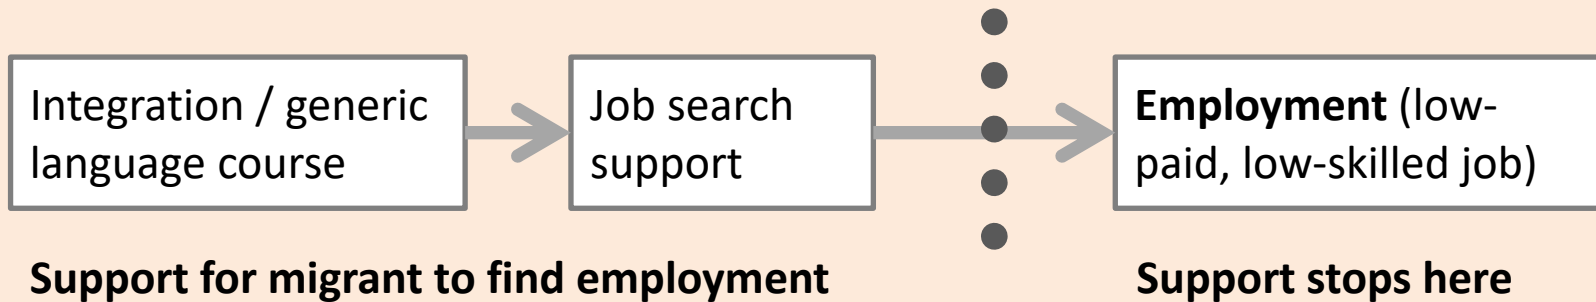 Integration / generic
language course
Job search
support
Employment (low-
paid, low-skilled job)
Support for migrant to find employment
Support stops here